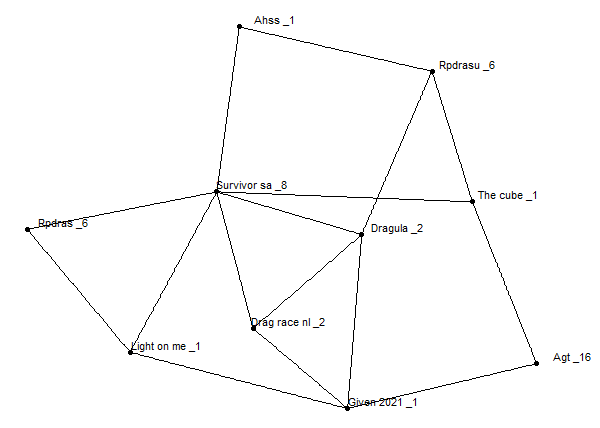 Ahss _1
Rpdrasu _6
Survivor sa _8
The cube _1
Rpdras _6
Dragula _2
Drag race nl _2
Light on me _1
Agt _16
Given 2021 _1